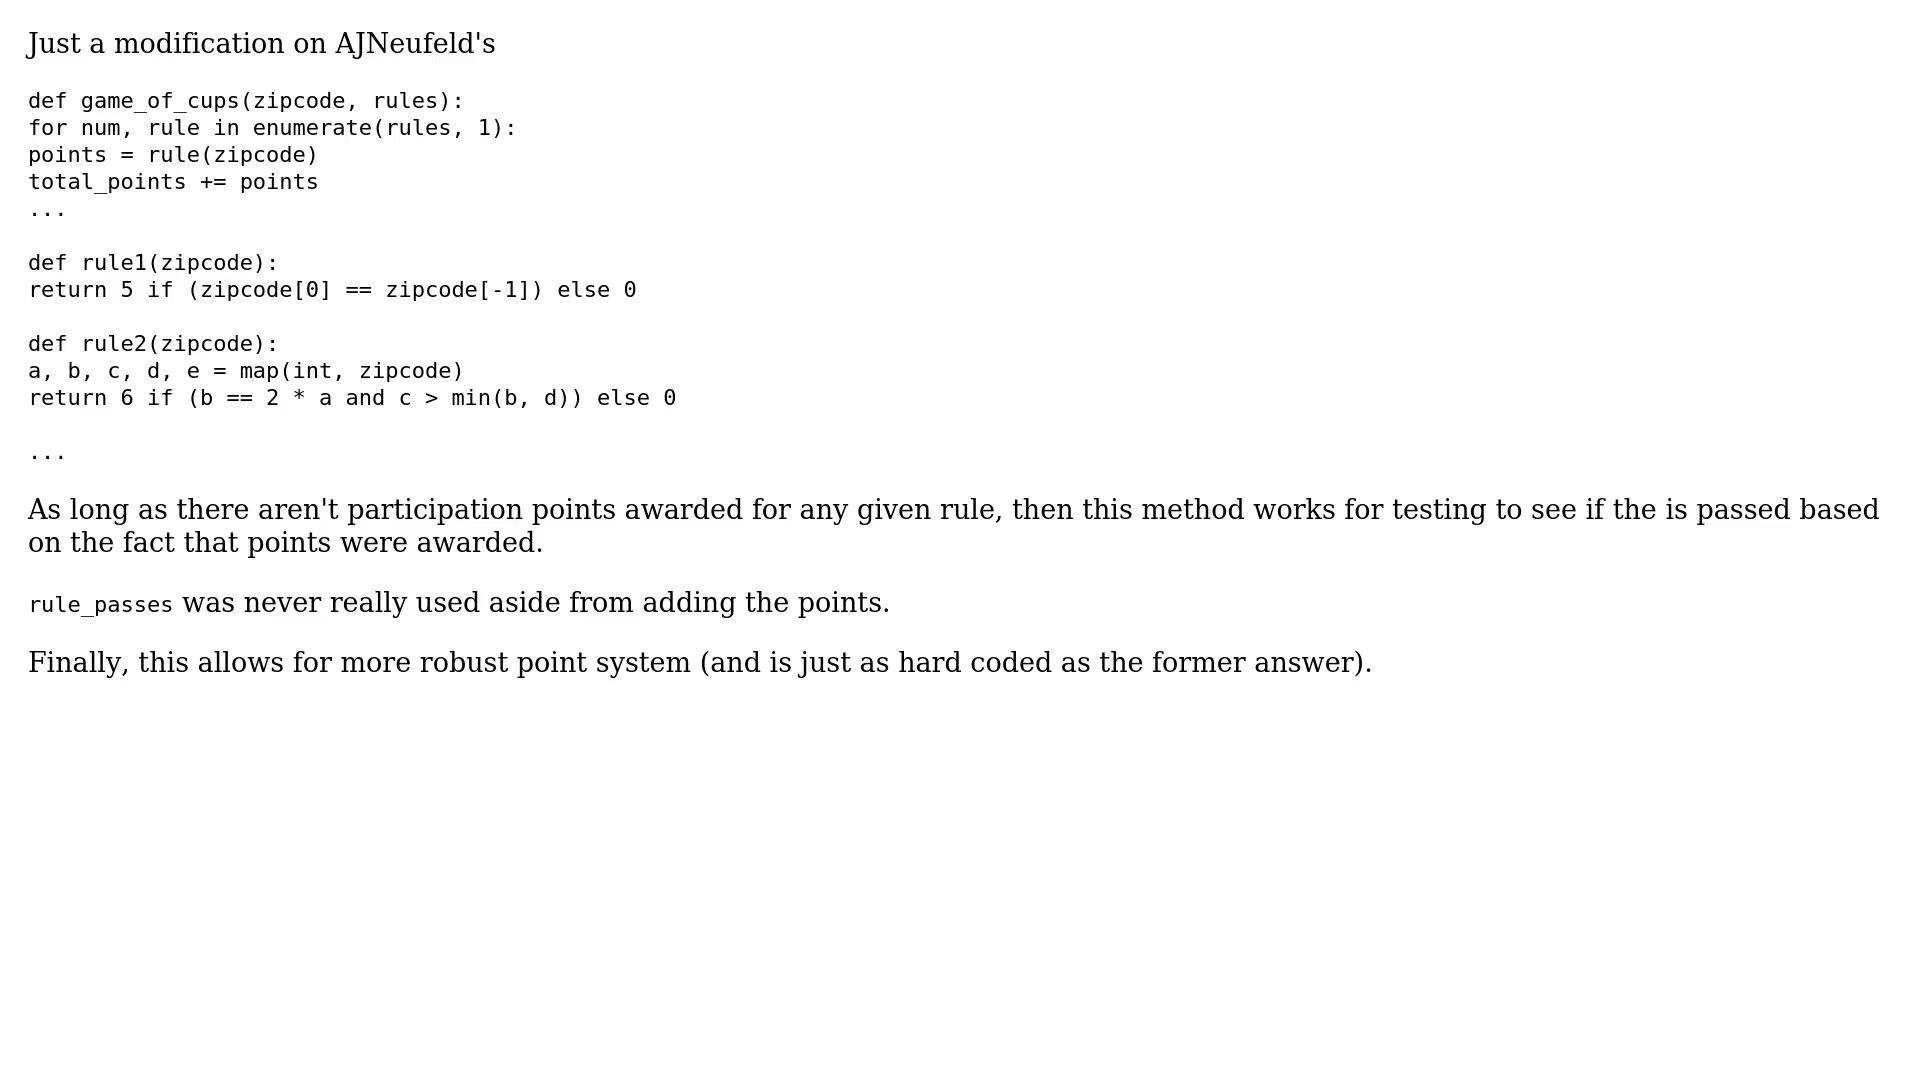 Just a modification on AJNeufeld's
def game_of_cups(zipcode, rules):
for num, rule in enumerate(rules, 1):
points = rule(zipcode)
total_points += points
...
def rule1(zipcode):
return 5 if (zipcode[0] == zipcode[-1]) else 0
def rule2(zipcode):
a, b, c, d, e = map(int, zipcode)
return 6 if (b == 2 * a and c > min(b, d)) else 0
...
As long as there aren't participation points awarded for any given rule, then this method works for testing to see if the is passed based
on the fact that points were awarded.
rule_passes was never really used aside from adding the points.
Finally, this allows for more robust point system (and is just as hard coded as the former answer).